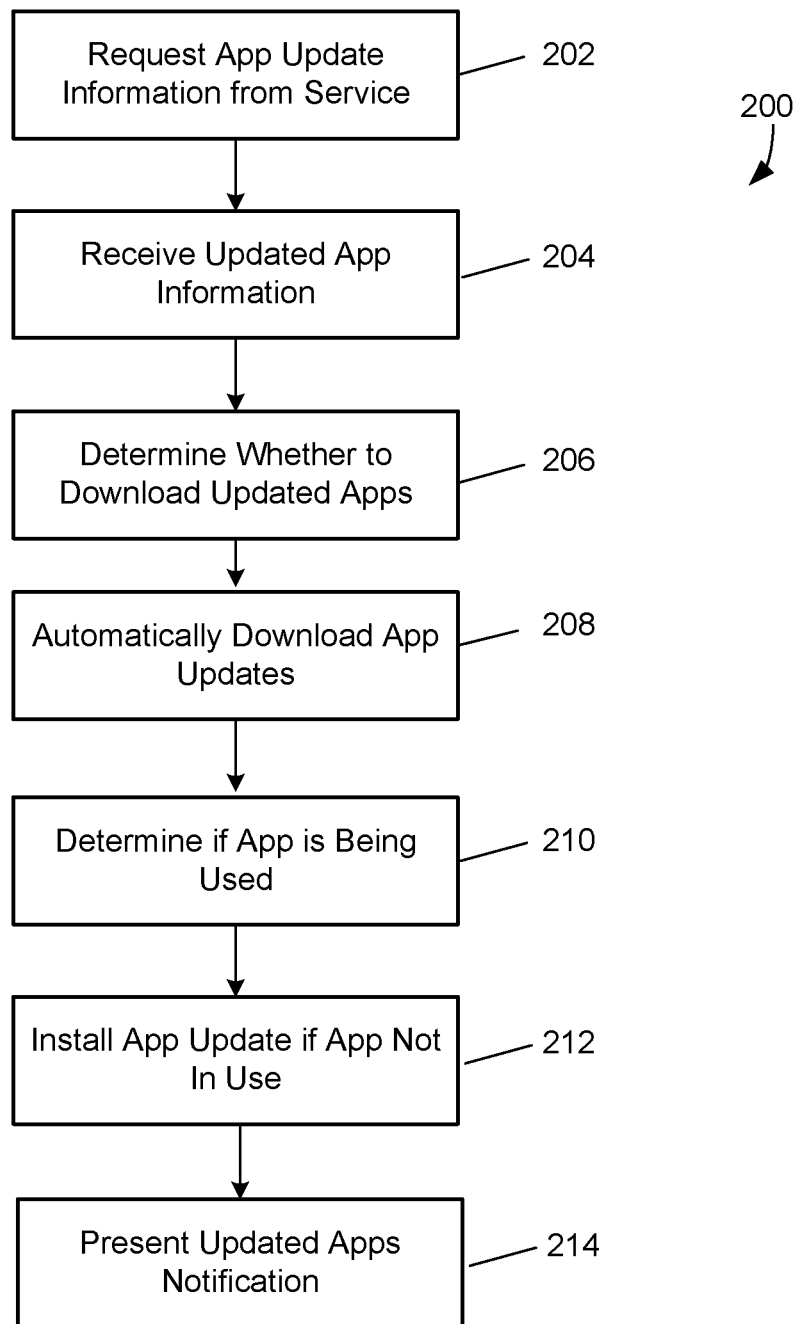 Request App Update
Information from Service
202
200
Receive Updated App
Information
204
Determine Whether to
Download Updated Apps
206
Automatically Download App
Updates
208
Determine if App is Being
Used
210
Install App Update if App Not
In Use
212
Present Updated Apps
Notification
214